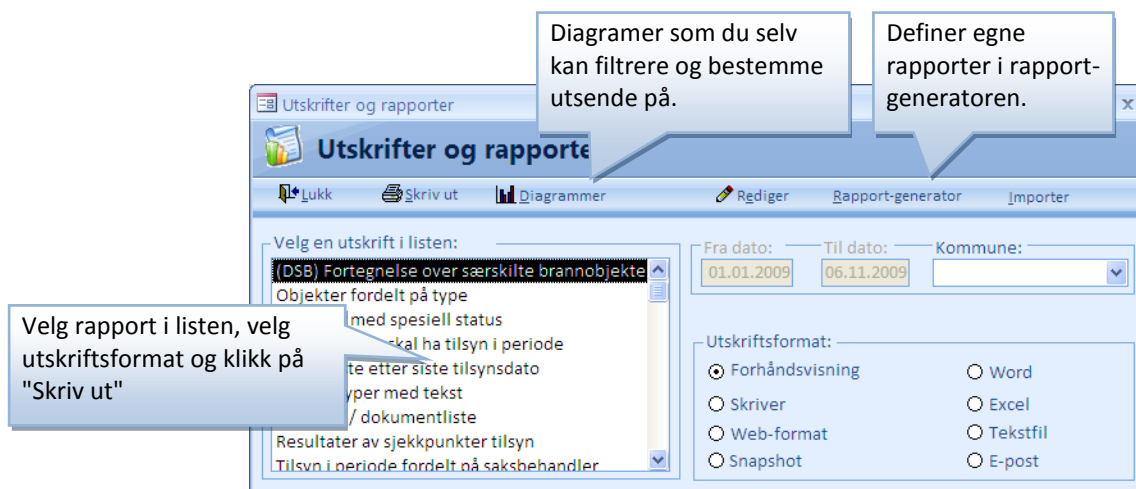 Diagramer som du selv
kan filtrere og bestemme
utsende på.
Definer egne
rapporter i rapport-
generatoren.
Utskrifter og rapporter
x
Utskrifter og rapporte
Lukk Skriv ut Diagrammer Rediger Rapport-generator Importer
Velg en utskrift i listen:
(DSB) Fortegnelse over særskilte brannobjekte
Objekter fordelt på type
med spesiell status
skal ha tilsyn i periode
te etter siste tilsynsdato
yper med tekst
/ dokumentliste
Resultater av sjekkpunkter tilsyn
Tilsyn i periode fordelt på saksbehandler
Velg rapport i listen, velg
utskriftsformat og klikk på
"Skriv ut"
Fra dato: Til dato: Kommune:
01.01.2009 06.11.2009
Utskriftsformat:
Forhåndsvisning Word
Skriver Excel
Web-format Tekstfil
Snapshot E-post